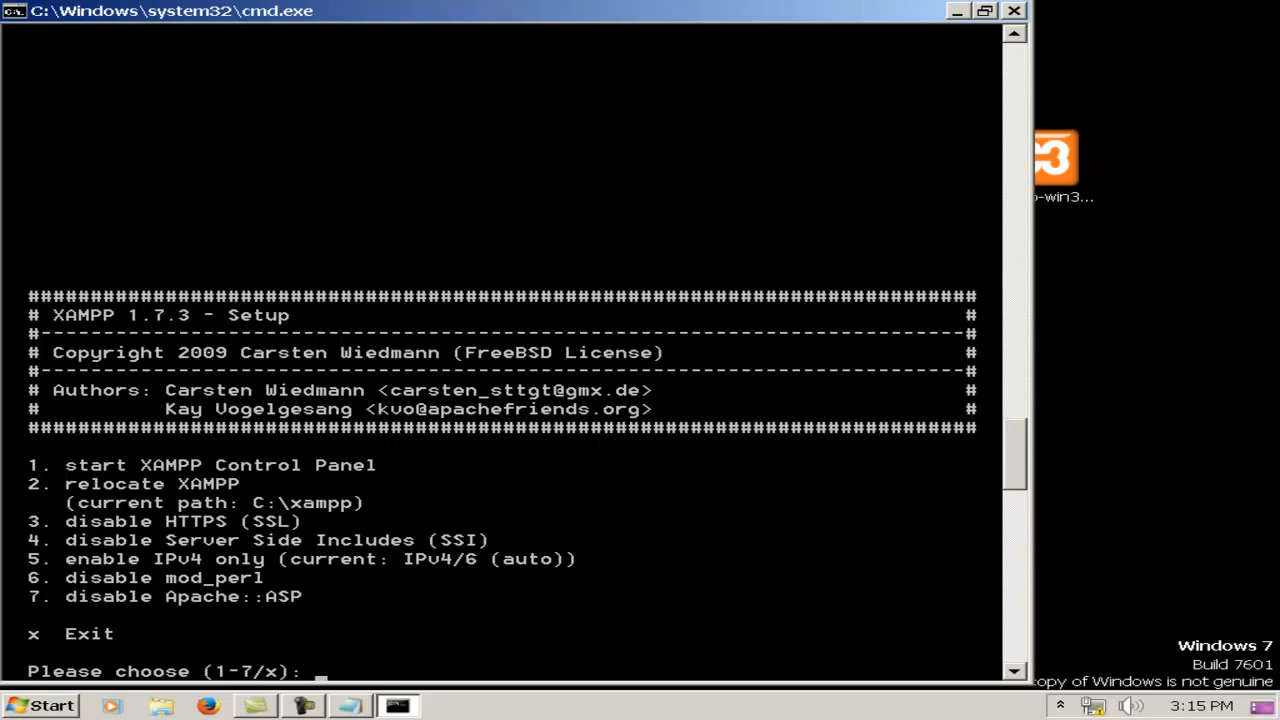 C:\Windows\system32\cmd.exe
-win3...
################################################################################
# XAMPP 1.7.3 - Setup #
#--------------------------------------------------------------------------#
# Copyright 2009 Carsten Wiedmann (FreeBSD License) #
#--------------------------------------------------------------------------#
# Authors: Carsten Wiedmann <carsten_sttgt@gmx.de> #
# Kay Vogelgesang <kvo@apachefriends.org> #
################################################################################
1. start XAMPP Control Panel
2. relocate XAMPP
(current path: C:\xampp)
3. disable HTTPS (SSL)
4. disable Server Side Includes (SSI)
5. enable IPv4 only (current: IPv4/6 (auto))
6. disable mod_perl
7. disable Apache::ASP
x Exit
Please choose (1-7/x): _
Windows 7
Build 7601
opy of Windows is not genuine
Start
3:15 PM